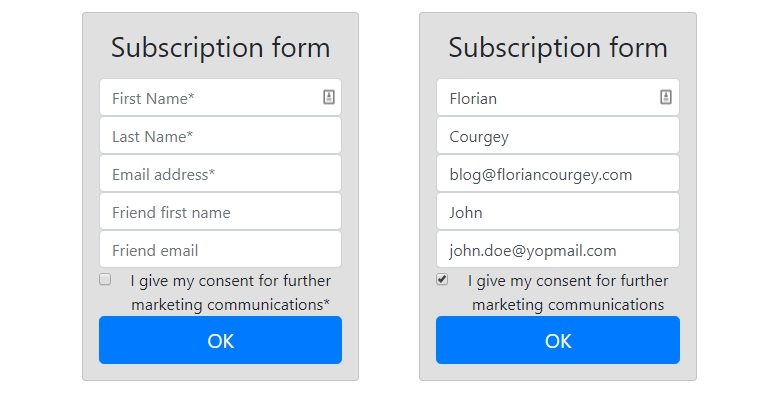 Subscription form
First Name*
Last Name*
Email address*
Friend first name
Friend email
I give my consent for further
marketing communications*
OK
Subscription form
Florian
Courgey
blog@floriancourgey.com
John
john.doe@yopmail.com
I give my consent for further
marketing communications
OK